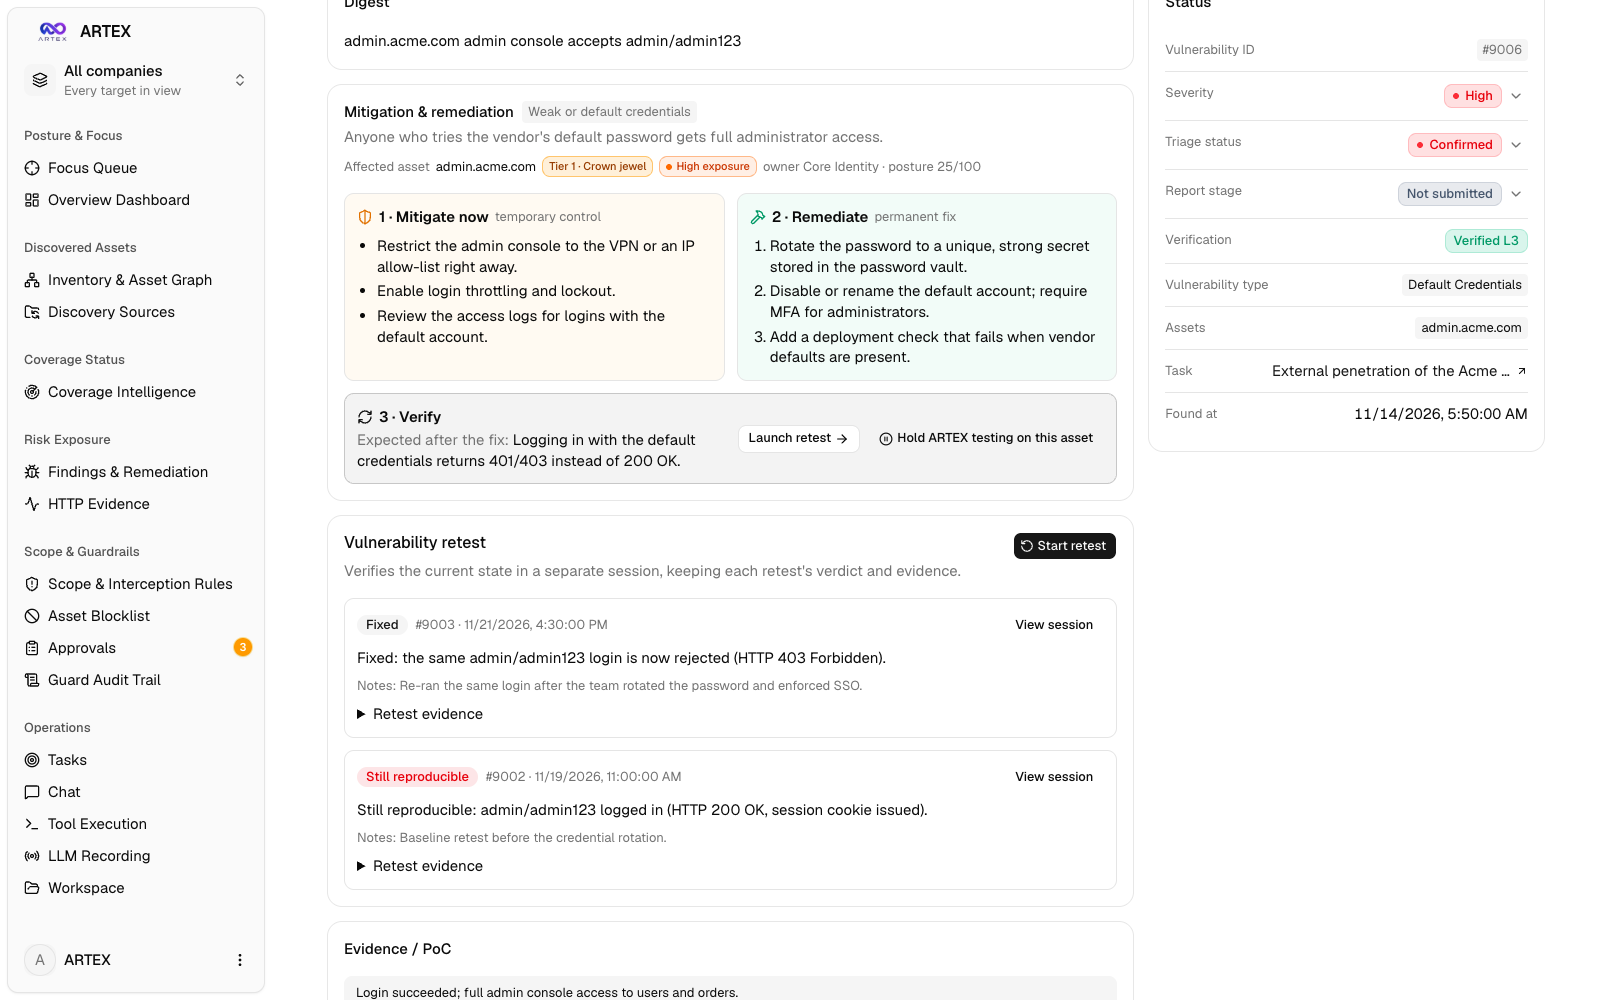 ARTEX
ARTEX
All companies
Every target in view
Posture & Focus
Focus Queue
Overview Dashboard
Discovered Assets
Inventory & Asset Graph
Discovery Sources
Coverage Status
Coverage Intelligence
Risk Exposure
Findings & Remediation
HTTP Evidence
Scope & Guardrails
Scope & Interception Rules
Asset Blocklist
Approvals 3
Guard Audit Trail
Operations
Tasks
Chat
Tool Execution
LLM Recording
Workspace
A ARTEX
Digest
admin.acme.com admin console accepts admin/admin123
Mitigation & remediation Weak or default credentials
Anyone who tries the vendor's default password gets full administrator access.
Affected asset admin.acme.com Tier 1 · Crown jewel High exposure owner Core Identity · posture 25/100
1 · Mitigate now temporary control
• Restrict the admin console to the VPN or an IP
allow-list right away.
• Enable login throttling and lockout.
• Review the access logs for logins with the
default account.
2 · Remediate permanent fix
1. Rotate the password to a unique, strong secret
stored in the password vault.
2. Disable or rename the default account; require
MFA for administrators.
3. Add a deployment check that fails when vendor
defaults are present.
3 · Verify
Expected after the fix: Logging in with the default
credentials returns 401/403 instead of 200 OK.
Launch retest →
Hold ARTEX testing on this asset
Vulnerability retest
Start retest
Verifies the current state in a separate session, keeping each retest's verdict and evidence.
Fixed #9003 · 11/21/2026, 4:30:00 PM View session
Fixed: the same admin/admin123 login is now rejected (HTTP 403 Forbidden).
Notes: Re-ran the same login after the team rotated the password and enforced SSO.
Retest evidence
Still reproducible #9002 · 11/19/2026, 11:00:00 AM View session
Still reproducible: admin/admin123 logged in (HTTP 200 OK, session cookie issued).
Notes: Baseline retest before the credential rotation.
Retest evidence
Evidence / PoC
Login succeeded; full admin console access to users and orders.
Status
Vulnerability ID #9006
Severity High
Triage status Confirmed
Report stage Not submitted
Verification Verified L3
Vulnerability type Default Credentials
Assets admin.acme.com
Task External penetration of the Acme ...
Found at 11/14/2026, 5:50:00 AM